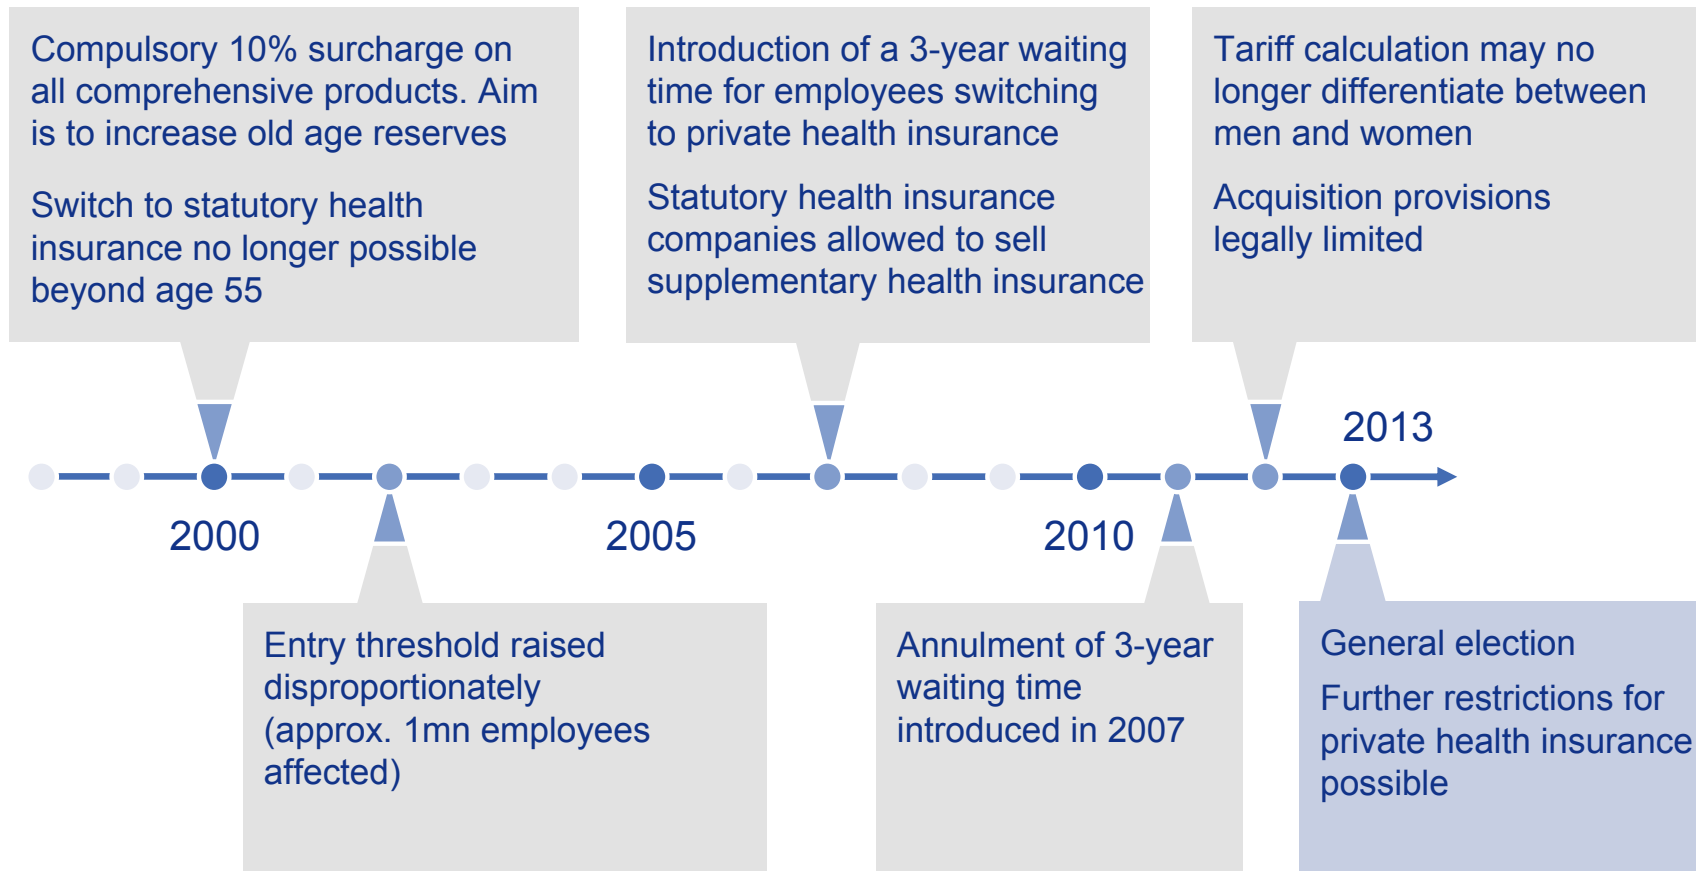 Compulsory 10% surcharge on
all comprehensive products. Aim
is to increase old age reserves
Switch to statutory health
insurance no longer possible
beyond age 55
Introduction of a 3-year waiting
time for employees switching
to private health insurance
Statutory health insurance
companies allowed to sell
supplementary health insurance
Tariff calculation may no
longer differentiate between
men and women
Acquisition provisions
legally limited
2013
2000
2005
2010
Entry threshold raised
disproportionately
(approx. 1mn employees
affected)
Annulment of 3-year
waiting time
introduced in 2007
General election
Further restrictions for
private health insurance
possible